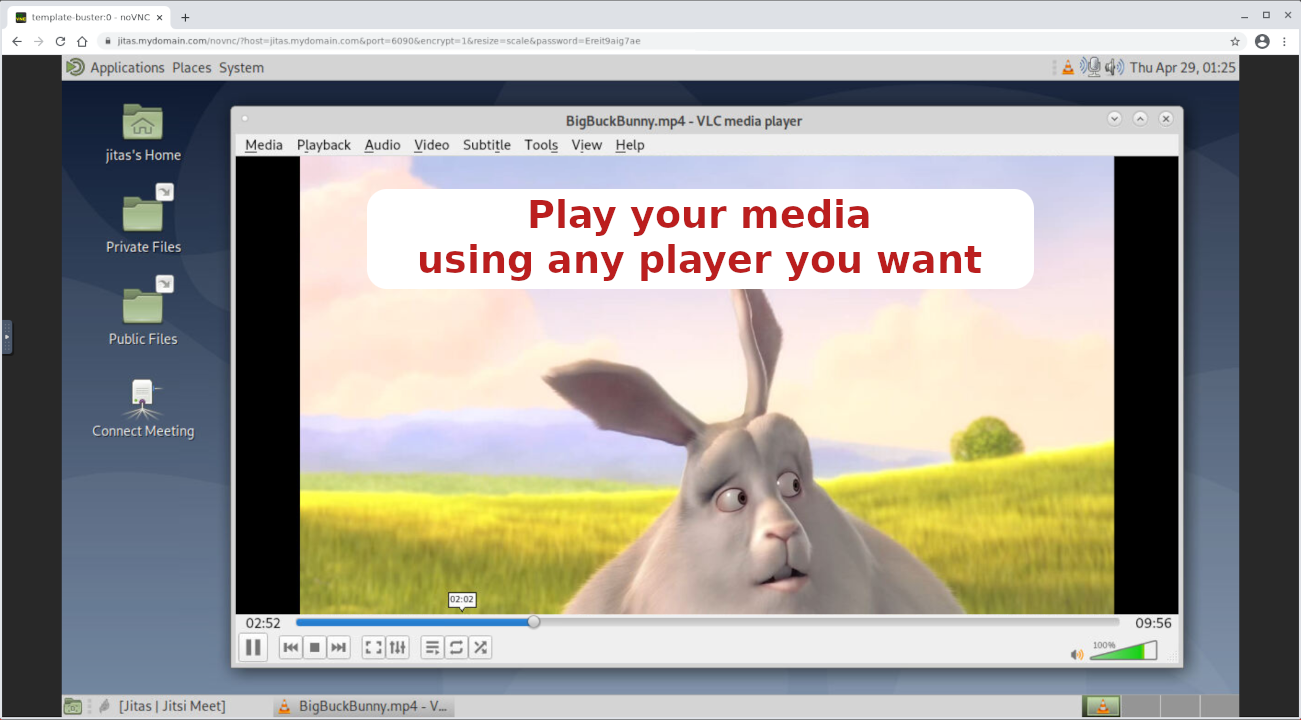 template-buster:0 - noVNC
jitas.mydomain.com/novnc/?host=jitas.mydomain.com&port=6090&encrypt=1&resize=scale&password=Ereit9aig7ae
Applications Places System
Thu Apr 29, 01:25
jitas's Home
Private Files
Public Files
Connect Meeting
BigBuckBunny.mp4 - VLC media player
Media Playback Audio Video Subtitle Tools View Help
Play your media
using any player you want
02:02
02:52
09:56
100%
[Jitas | Jitsi Meet]
BigBuckBunny.mp4 - V...